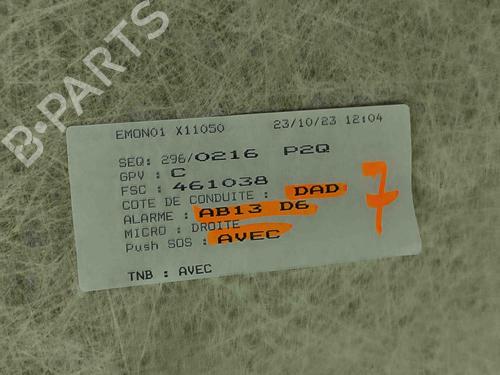 B-PARTS
EMON01 X11050 23/10/23 12:04
SEQ: 296/0216 P2Q
GPV : C
FSC : 461038
COTE DE CONDUITE : DAD
ALARME : AB13 D6
MICRO : DROITE
Push SOS : AVEC
TNB : AVEC
7